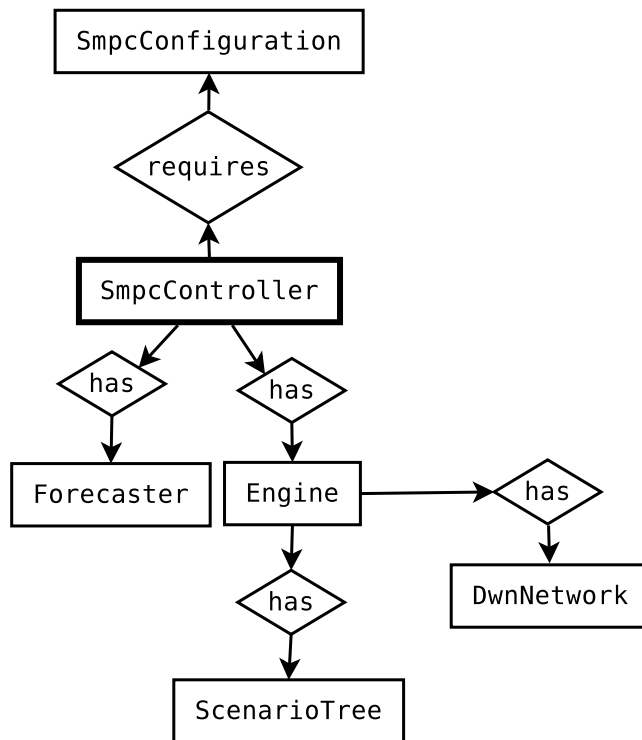 SmpcConfiguration
requires
SmpcController
has
has
Forecaster
Engine
has
has
DwnNetwork
ScenarioTree